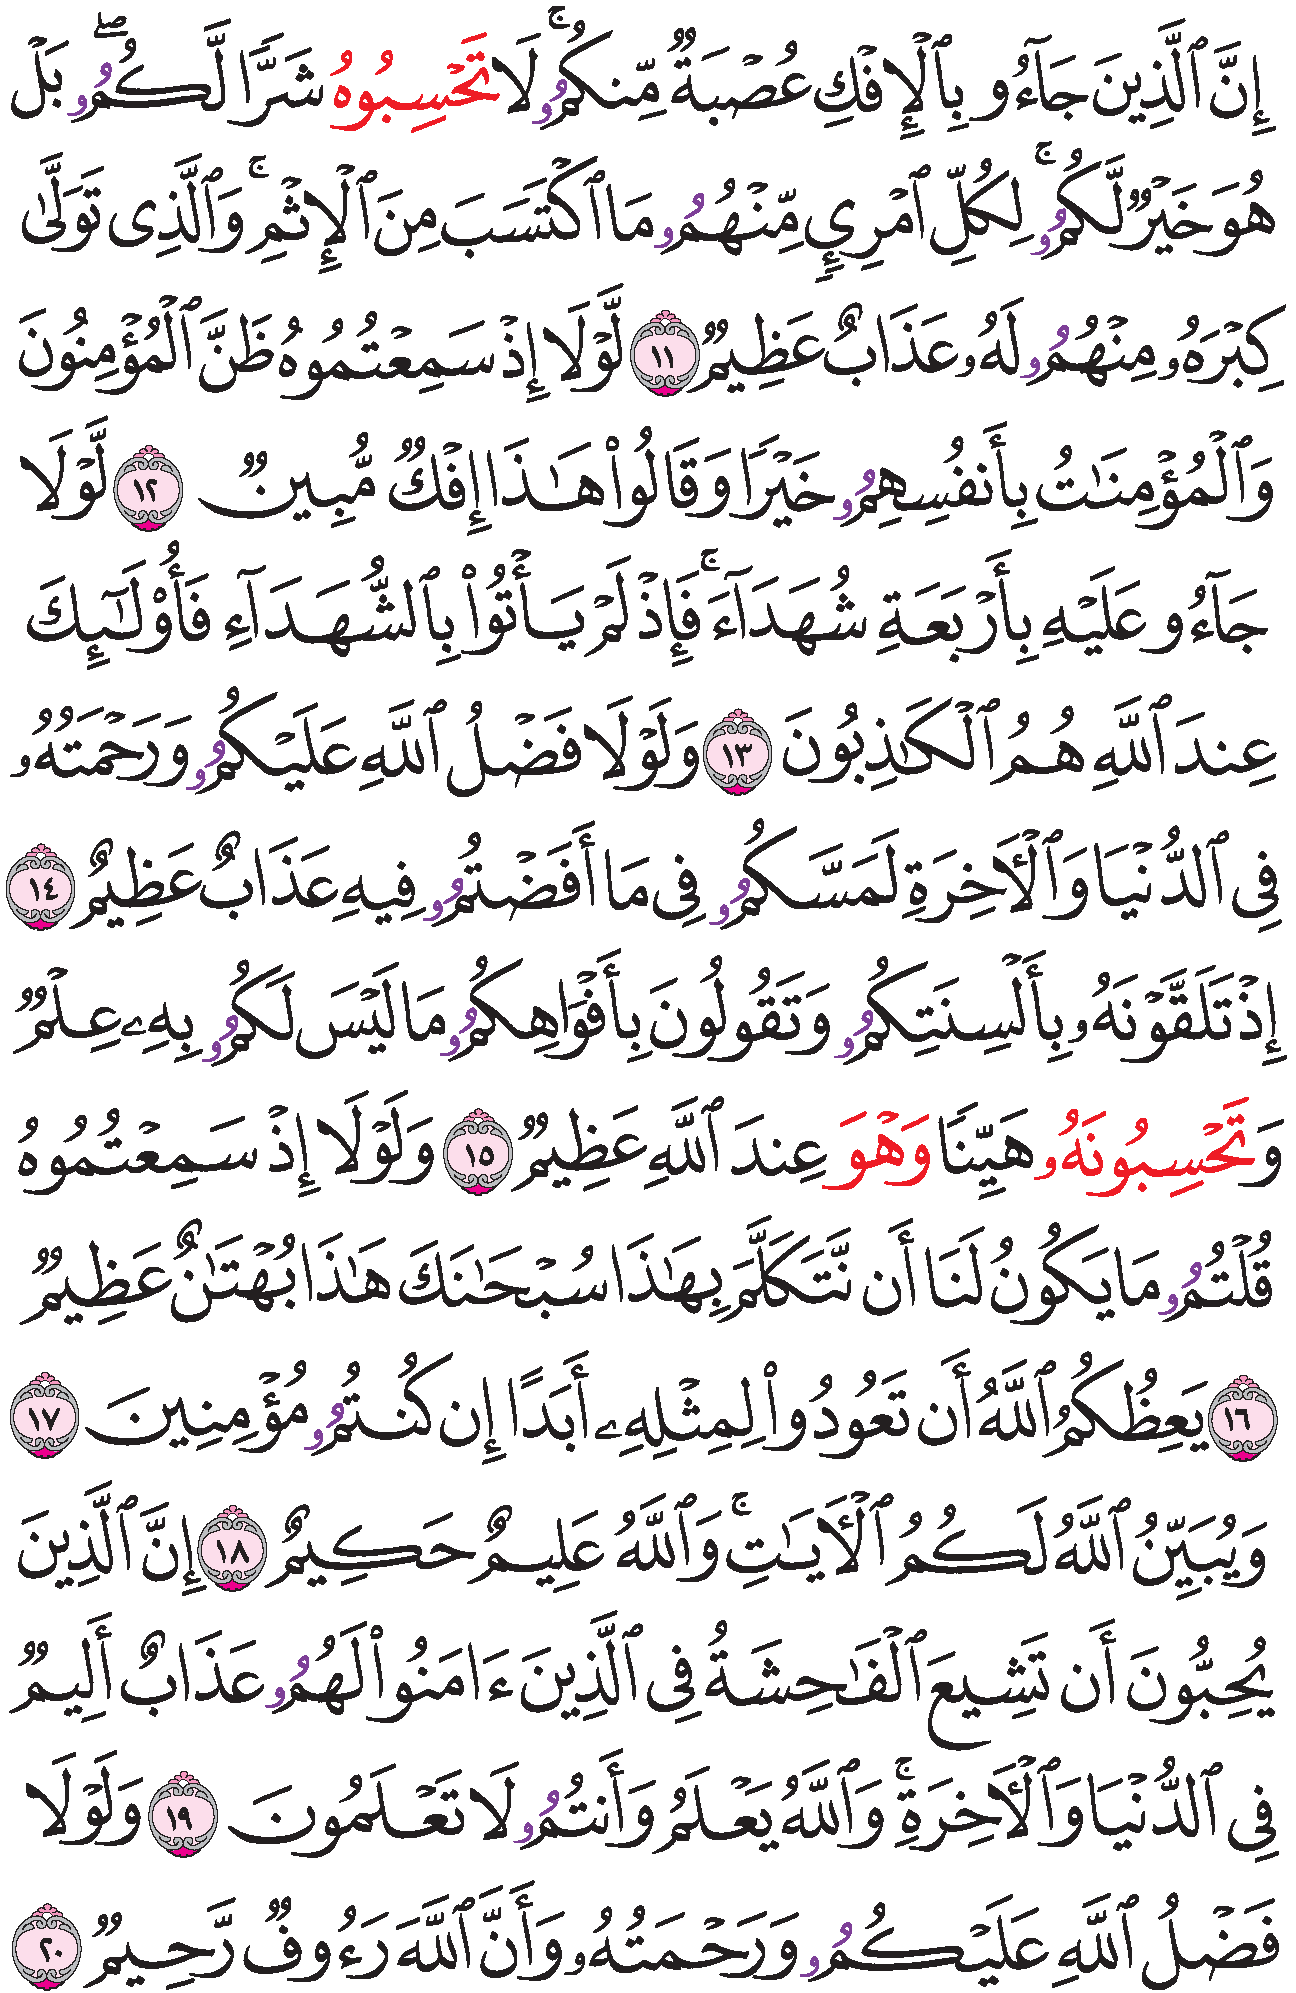 إِنَّ ٱلَّذِينَ جَآءُو بِٱلْإِفْكِ عُصْبَةٌ مِّنكُمُۥ ۚ لَا تَحْسِبُوهُ شَرًّا لَّكُمُۥ ۖ بَلْ
هُوَ خَيْرٌ لَّكُمُۥ ۚ لِكُلِّ ٱمْرِيٍٕ مِّنْهُمُۥ مَا ٱكْتَسَبَ مِنَ ٱلْإِثْمِ ۚ وَٱلَّذِى تَوَلَّىٰ
كِبْرَهُۥ مِنْهُمُۥ لَهُۥ عَذَابٌ عَظِيمٌ ١١ لَّوْلَا إِذْ سَمِعْتُمُوهُ ظَنَّ ٱلْمُؤْمِنُونَ
وَٱلْمُؤْمِنَٰتُ بِأَنفُسِهِمُۥ خَيْرًا وَقَالُوا۟ هَٰذَا إِفْكٌ مُّبِينٌ ١٢ لَّوْلَا
جَآءُو عَلَيْهِ بِأَرْبَعَةِ شُهَدَآءَ ۚ فَإِذْ لَمْ يَأْتُوا۟ بِٱلشُّهَدَآءِ فَأُو۟لَٰٓئِكَ
عِندَ ٱللَّهِ هُمُ ٱلْكَٰذِبُونَ ١٣ وَلَوْلَا فَضْلُ ٱللَّهِ عَلَيْكُمُۥ وَرَحْمَتُهُۥ
فِى ٱلدُّنْيَا وَٱلْأَخِرَةِ لَمَسَّكُمُۥ فِى مَا أَفَضْتُمُۥ فِيهِ عَذَابٌ عَظِيمٌ ١٤
إِذْ تَلَقَّوْنَهُۥ بِأَلْسِنَتِكُمُۥ وَتَقُولُونَ بِأَفْوَاهِكُمُۥ مَا لَيْسَ لَكُمُۥ بِهِۦ عِلْمٌ
وَتَحْسِبُونَهُۥ هَيِّنًا وَهْوَ عِندَ ٱللَّهِ عَظِيمٌ ١٥ وَلَوْلَا إِذْ سَمِعْتُمُوهُ
قُلْتُمُۥ مَا يَكُونُ لَنَا أَن نَّتَكَلَّمَ بِهَٰذَا سُبْحَٰنَكَ هَٰذَا بُهْتَٰنٌ عَظِيمٌ
١٦ يَعِظُكُمُ ٱللَّهُ أَن تَعُودُوا۟ لِمِثْلِهِۦ أَبَدًا إِن كُنتُمُۥ مُؤْمِنِينَ ١٧
وَيُبَيِّنُ ٱللَّهُ لَكُمُ ٱلْأَيَٰتِ ۚ وَٱللَّهُ عَلِيمٌ حَكِيمٌ ١٨ إِنَّ ٱلَّذِينَ
يُحِبُّونَ أَن تَشِيعَ ٱلْفَٰحِشَةُ فِى ٱلَّذِينَ ءَامَنُوا۟ لَهُمُۥ عَذَابٌ أَلِيمٌ
فِى ٱلدُّنْيَا وَٱلْأَخِرَةِ ۚ وَٱللَّهُ يَعْلَمُ وَأَنتُمُۥ لَا تَعْلَمُونَ ١٩ وَلَوْلَا
فَضْلُ ٱللَّهِ عَلَيْكُمُۥ وَرَحْمَتُهُۥ وَأَنَّ ٱللَّهَ رَءُوفٌ رَّحِيمٌ ٢٠